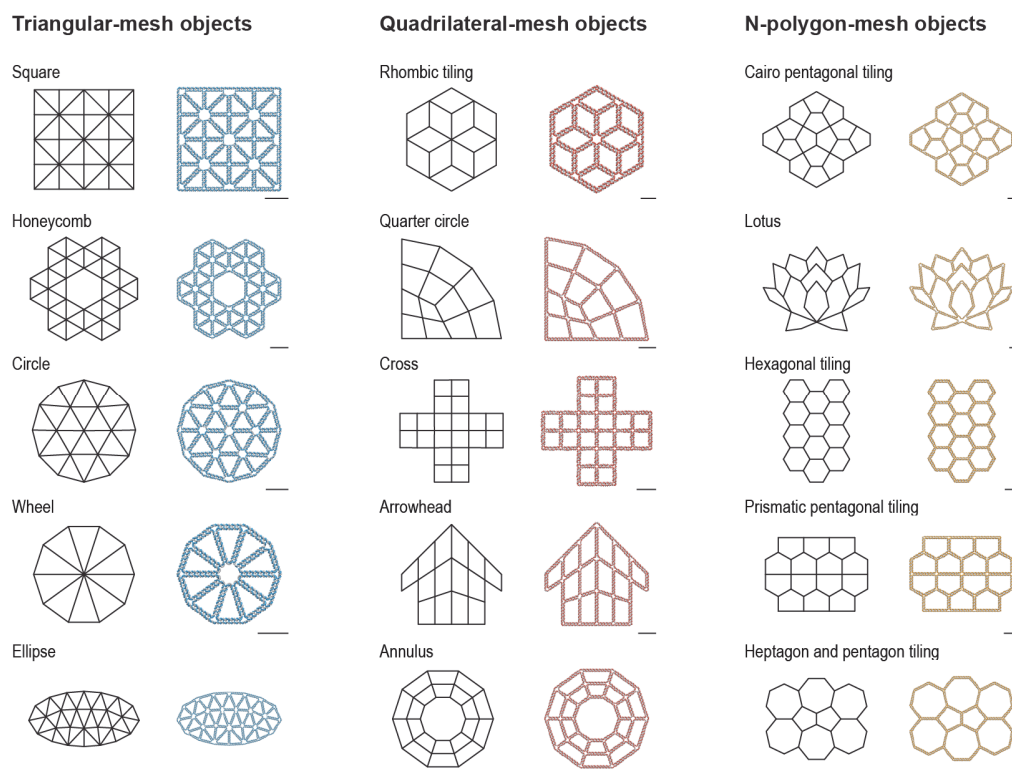 Triangular-mesh objects
Quadrilateral-mesh objects
N-polygon-mesh objects
Square
Rhombic tiling
Cairo pentagonal tiling
Honeycomb
Quarter circle
Lotus
Circle
Cross
Hexagonal tiling
Wheel
Arrowhead
Prismatic pentagonal tiling
Ellipse
Annulus
Heptagon and pentagon tiling